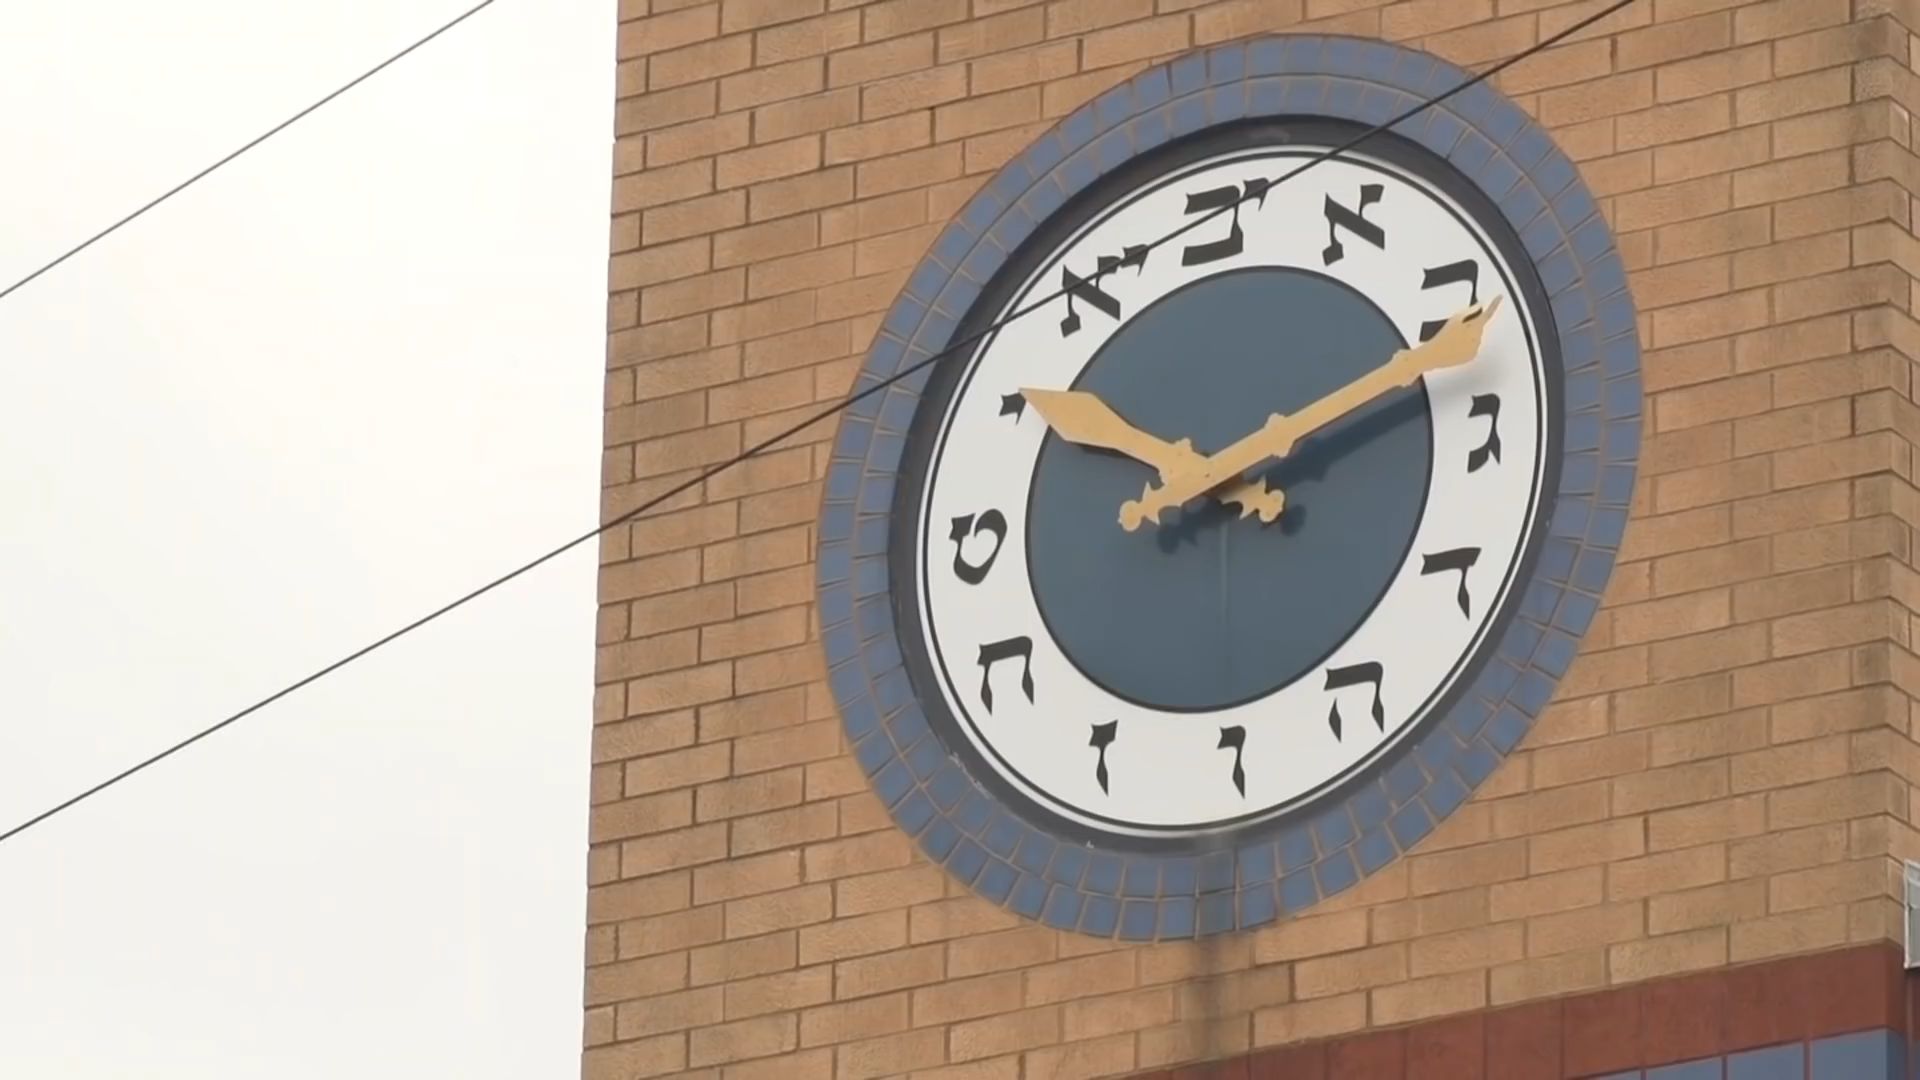 יב
א
ב
ג
ד
ה
ו
ז
ח
ט
י
יא